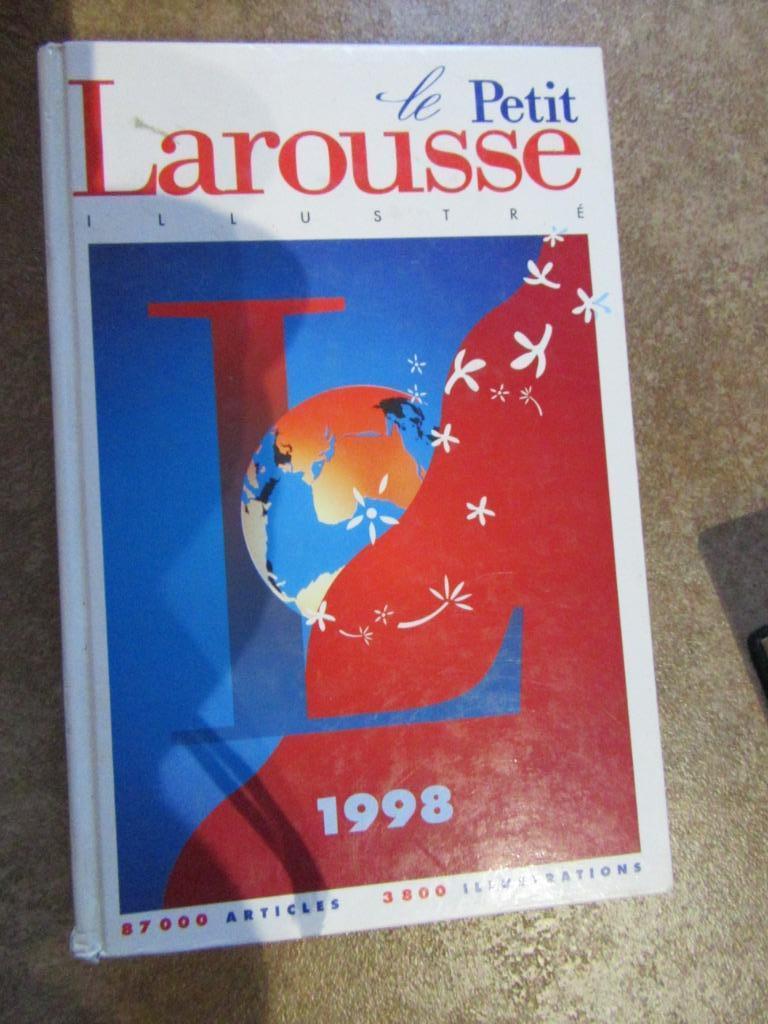 le Petit
Larousse
ILLUSTRÉ
L
1998
87000 ARTICLES 3800 ILLUSTRATIONS